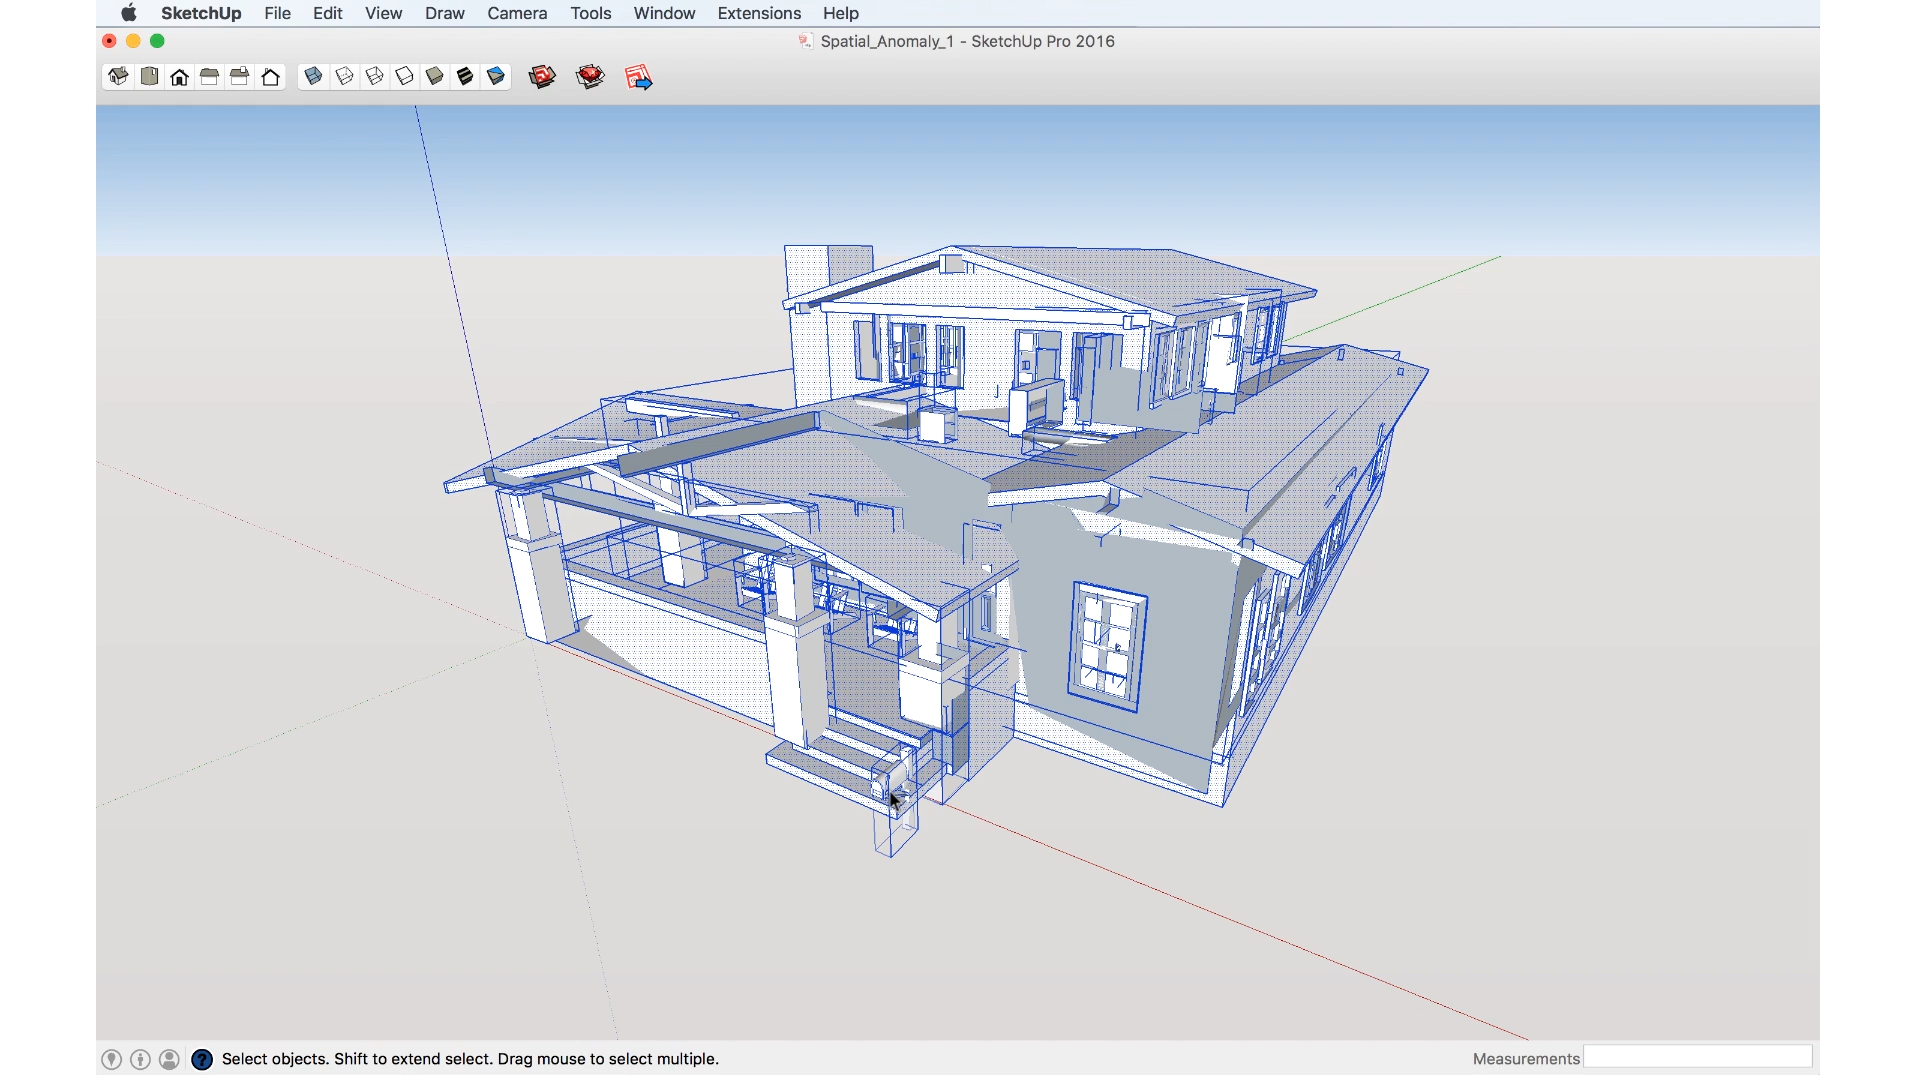 SketchUp File Edit View Draw Camera Tools Window Extensions Help
Spatial_Anomaly_1 - SketchUp Pro 2016
? Select objects. Shift to extend select. Drag mouse to select multiple.
Measurements